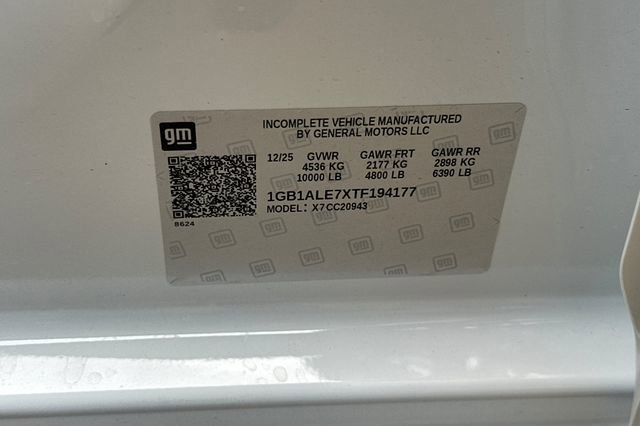 gm
INCOMPLETE VEHICLE MANUFACTURED
BY GENERAL MOTORS LLC
12/25 GVWR GAWR FRT GAWR RR
4536 KG 2177 KG 2898 KG
10000 LB 4800 LB 6390 LB
1GB1ALE7XTF194177
MODEL: X7CC20943
8624